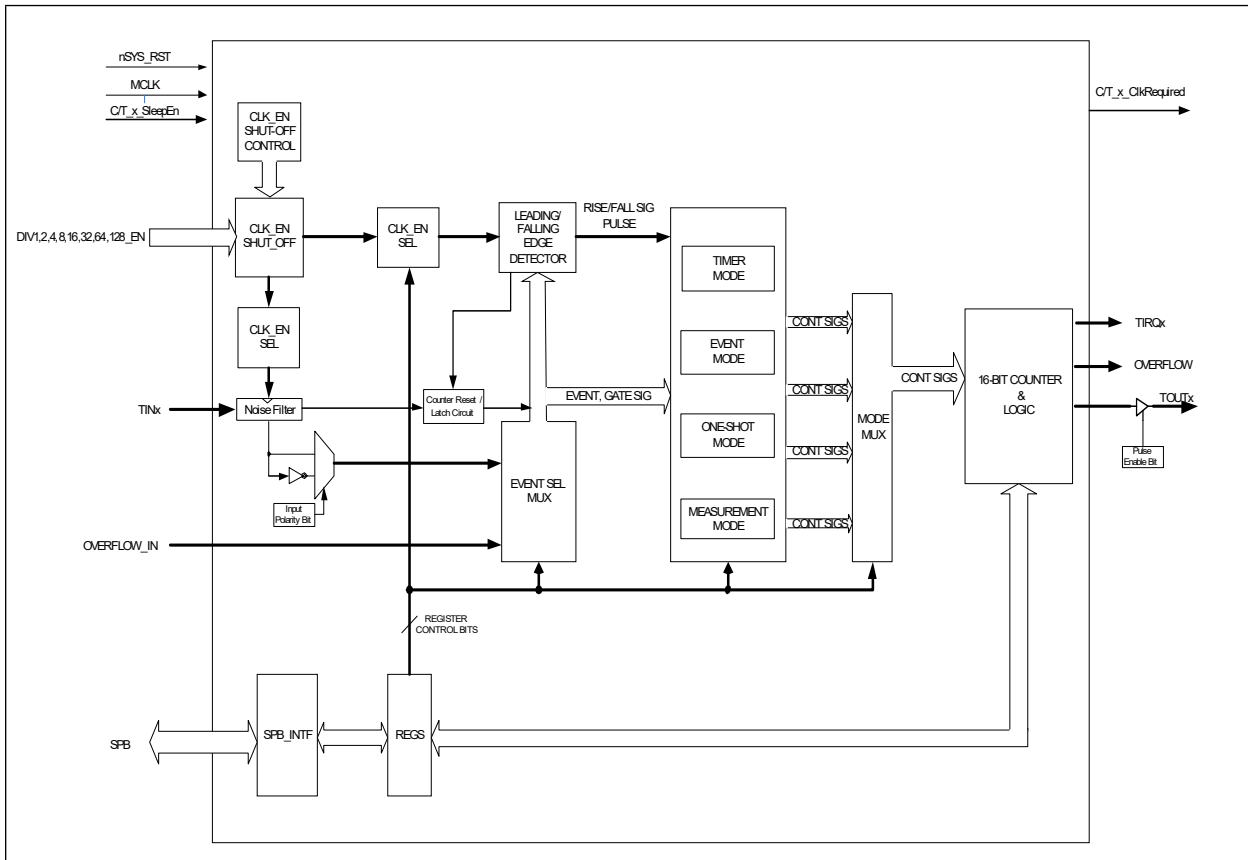 nSYS_RST
MCLK
C/T_x_SleepEn
C/T_x_ClkRequired
CLK_EN
SHUT-OFF
CONTROL
DIV1,2,4,8,16,32,64,128_EN
CLK_EN
SHUT_OFF
CLK_EN
SEL
LEADING/
FALLING
EDGE
DETECTOR
RISE/FALL SIG
PULSE
TIMER
MODE
CLK_EN
SEL
EVENT
MODE
CONT SIGS
CONT SIGS
CONT SIGS
CONT SIGS
MODE
MUX
CONT SIGS
16-BIT COUNTER
&
LOGIC
TIRQx
OVERFLOW
TOUTx
Pulse
Enable Bit
TINx
Noise Filter
Counter Reset /
Latch Circuit
EVENT, GATE SIG
ONE-SHOT
MODE
EVENT SEL
MUX
Input
Polarity Bit
MEASUREMENT
MODE
OVERFLOW_IN
REGISTER
CONTROL BITS
SPB
SPB_INTF
REGS